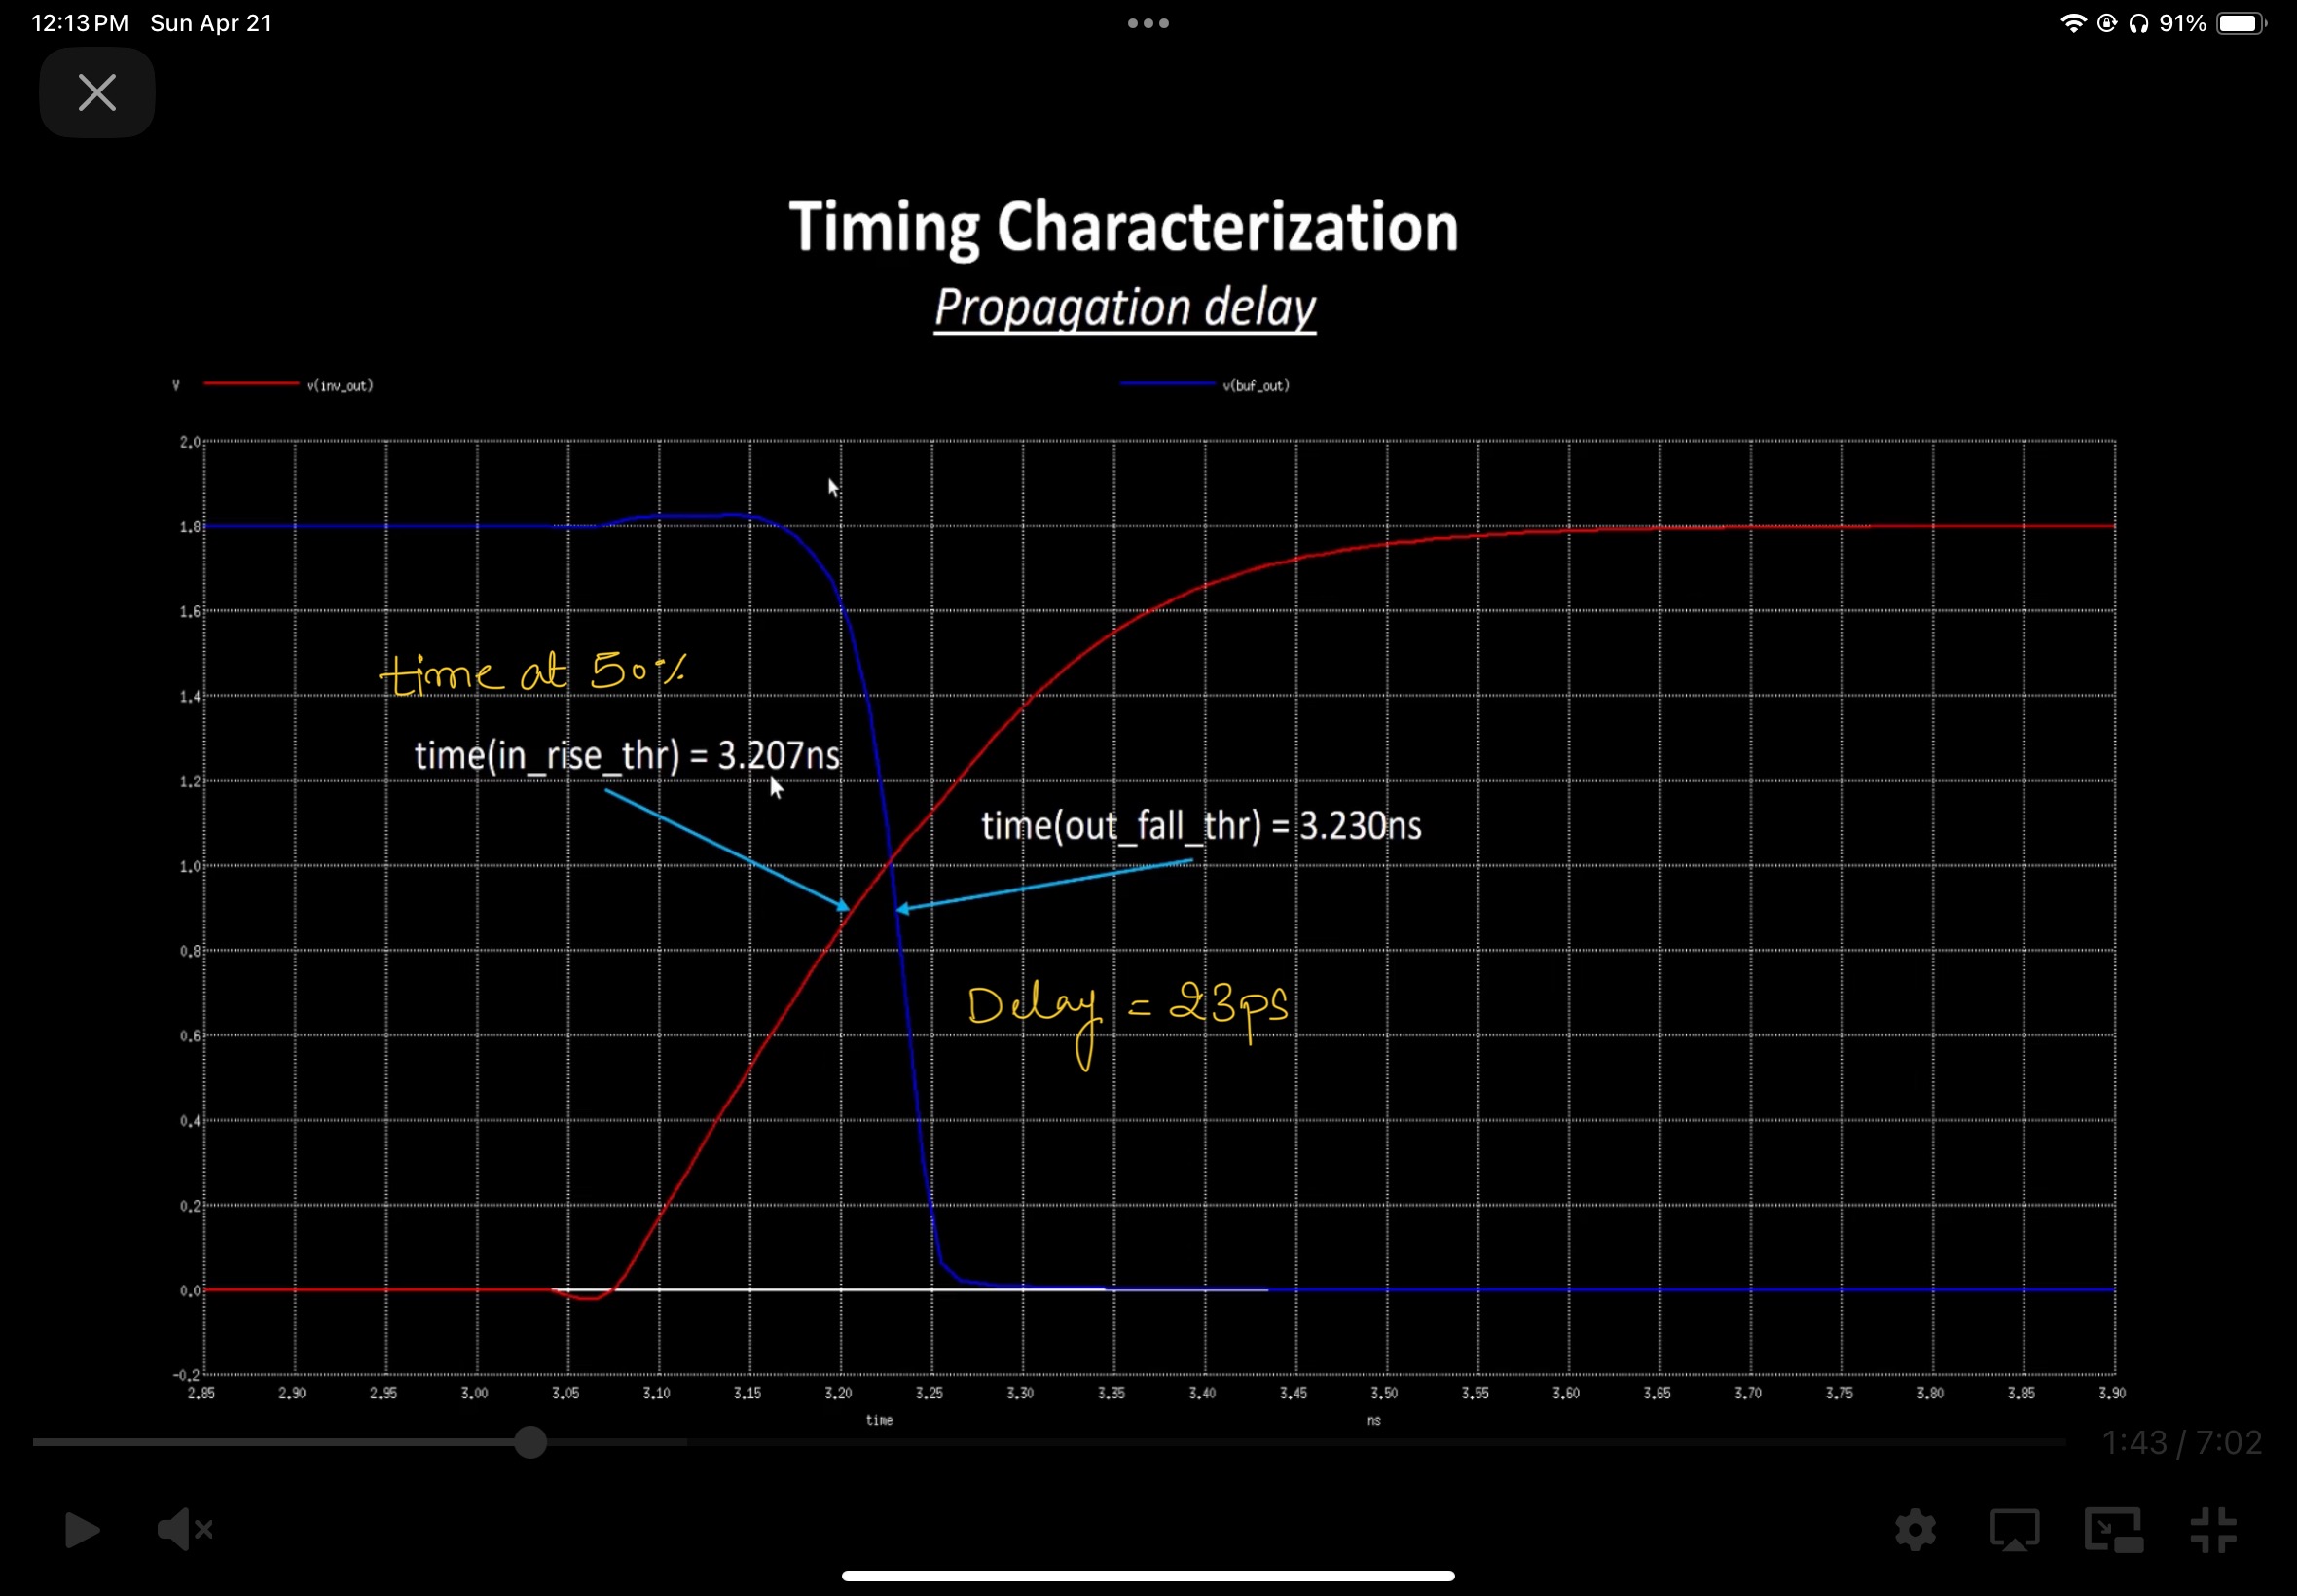 12:13 PM Sun Apr 21
91%
Timing Characterization
Propagation delay
V v(inv_out) v(buf_out)
2.0
1.8
1.6
time at 50%
1.4
time(in_rise_thr) = 3.207ns
1.2
time(out_fall_thr) = 3.230ns
1.0
0.8
Delay = 23ps
0.6
0.4
0.2
0.0
-0.2
2.85 2.90 2.95 3.00 3.05 3.10 3.15 3.20 3.25 3.30 3.35 3.40 3.45 3.50 3.55 3.60 3.65 3.70 3.75 3.80 3.85 3.90
time ns
1:43 / 7:02